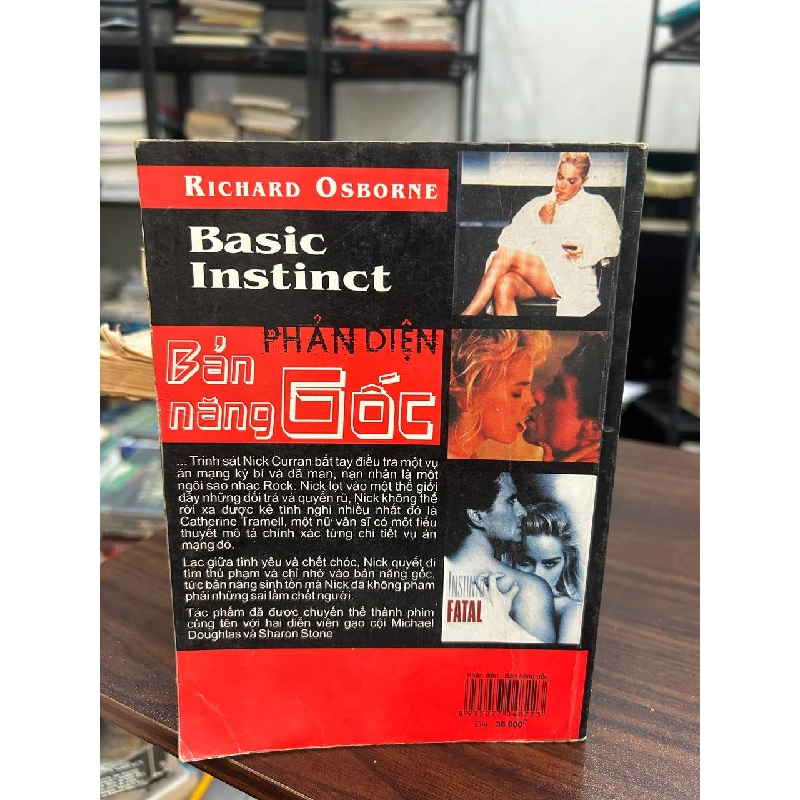 RICHARD OSBORNE
Basic
Instinct
PHẢN DIỆN
Bản
năng GỐC
... Trinh sát Nick Curran bắt tay điều tra một vụ
án mạng kỳ bí và dã man, nạn nhân là một
ngôi sao nhạc Rock. Nick lọt vào một thế giới
đầy những dối trá và quyến rũ, Nick không thể
rời xa được kẻ tình nghi nhiều nhất đó là
Catherine Tramell, một nữ văn sĩ có một tiểu
thuyết mô tả chính xác từng chi tiết vụ án
mạng đó.
Lạc giữa tình yêu và chết chóc, Nick quyết đi
tìm thủ phạm và chỉ nhờ vào bản năng gốc,
tức bản năng sinh tồn mà Nick đã không phạm
phải những sai lầm chết người.
Tác phẩm đã được chuyển thể thành phim
cùng tên với hai diễn viên gạo cội Michael
Doughlas và Sharon Stone
INSTINCT
FATAL
Phản diện - Bản năng gốc
Giá: 38.000đ